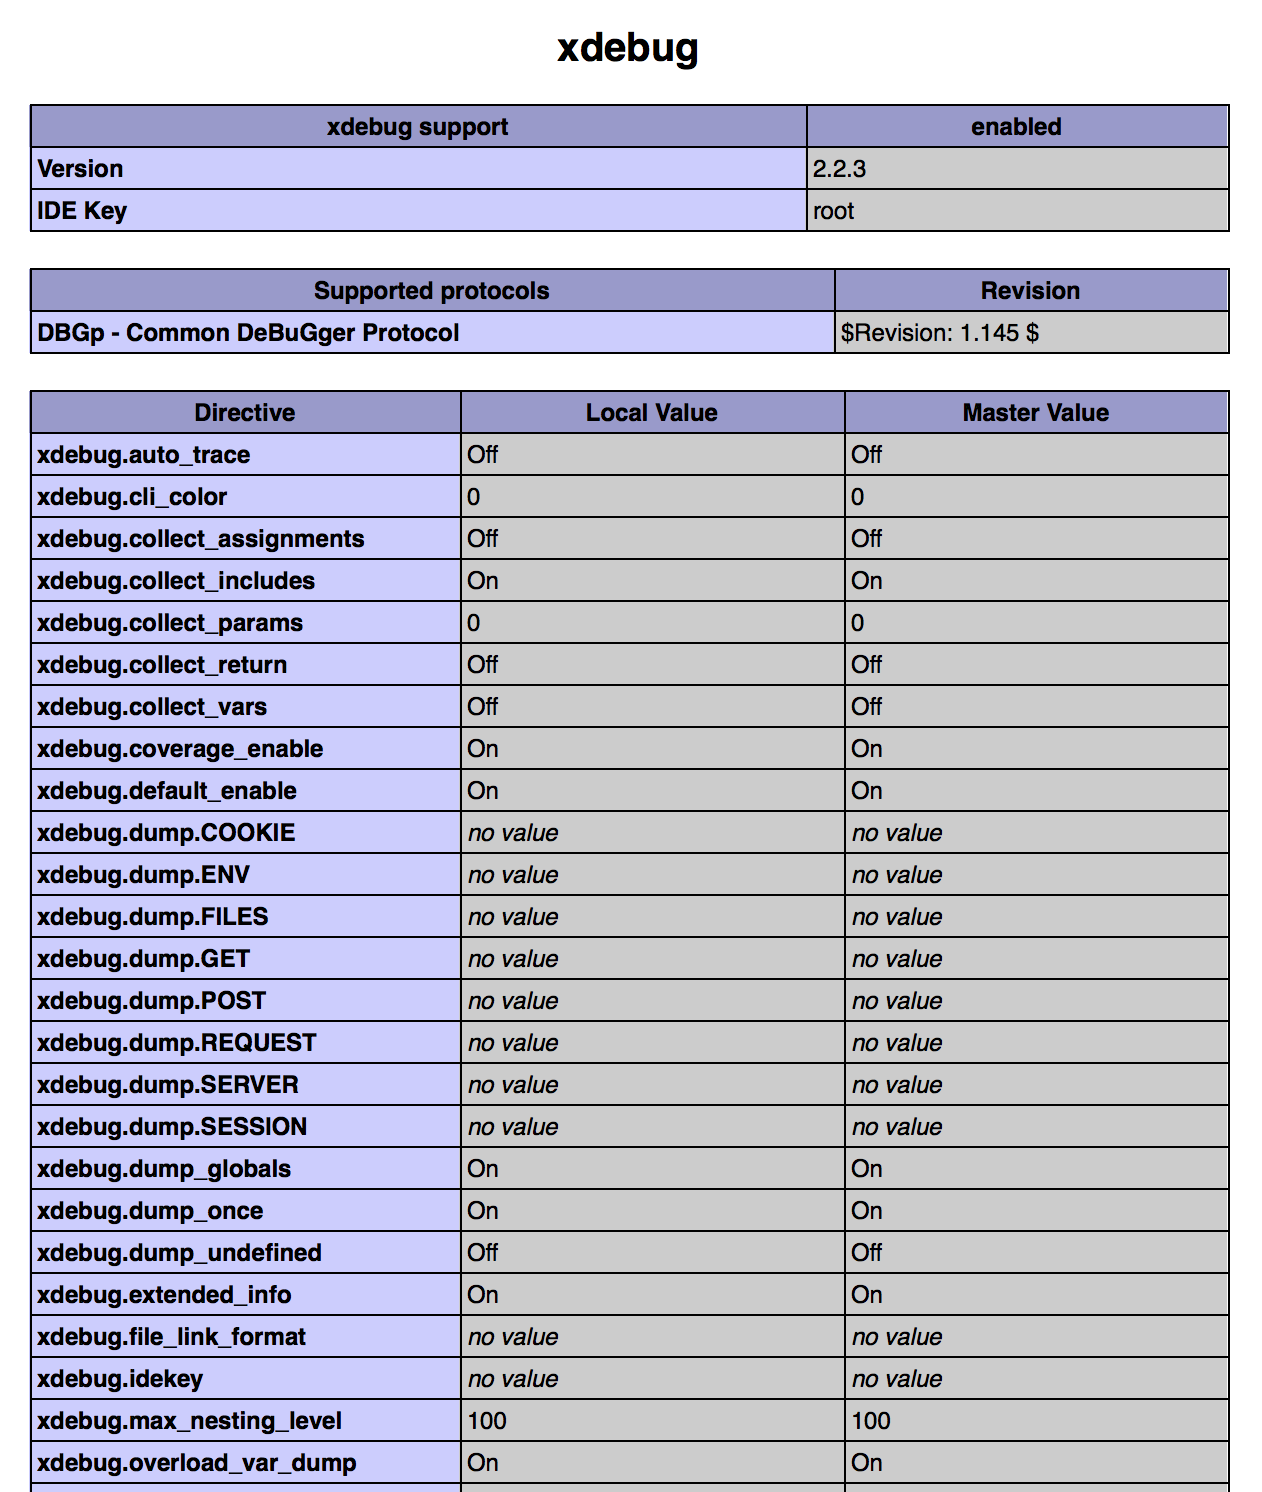 xdebug
xdebug support enabled
Version 2.2.3
IDE Key root
Supported protocols Revision
DBGp - Common DeBuGger Protocol $Revision: 1.145 $
Directive Local Value Master Value
xdebug.auto_trace Off Off
xdebug.cli_color 0 0
xdebug.collect_assignments Off Off
xdebug.collect_includes On On
xdebug.collect_params 0 0
xdebug.collect_return Off Off
xdebug.collect_vars Off Off
xdebug.coverage_enable On On
xdebug.default_enable On On
xdebug.dump.COOKIE no value no value
xdebug.dump.ENV no value no value
xdebug.dump.FILES no value no value
xdebug.dump.GET no value no value
xdebug.dump.POST no value no value
xdebug.dump.REQUEST no value no value
xdebug.dump.SERVER no value no value
xdebug.dump.SESSION no value no value
xdebug.dump_globals On On
xdebug.dump_once On On
xdebug.dump_undefined Off Off
xdebug.extended_info On On
xdebug.file_link_format no value no value
xdebug.idekey no value no value
xdebug.max_nesting_level 100 100
xdebug.overload_var_dump On On